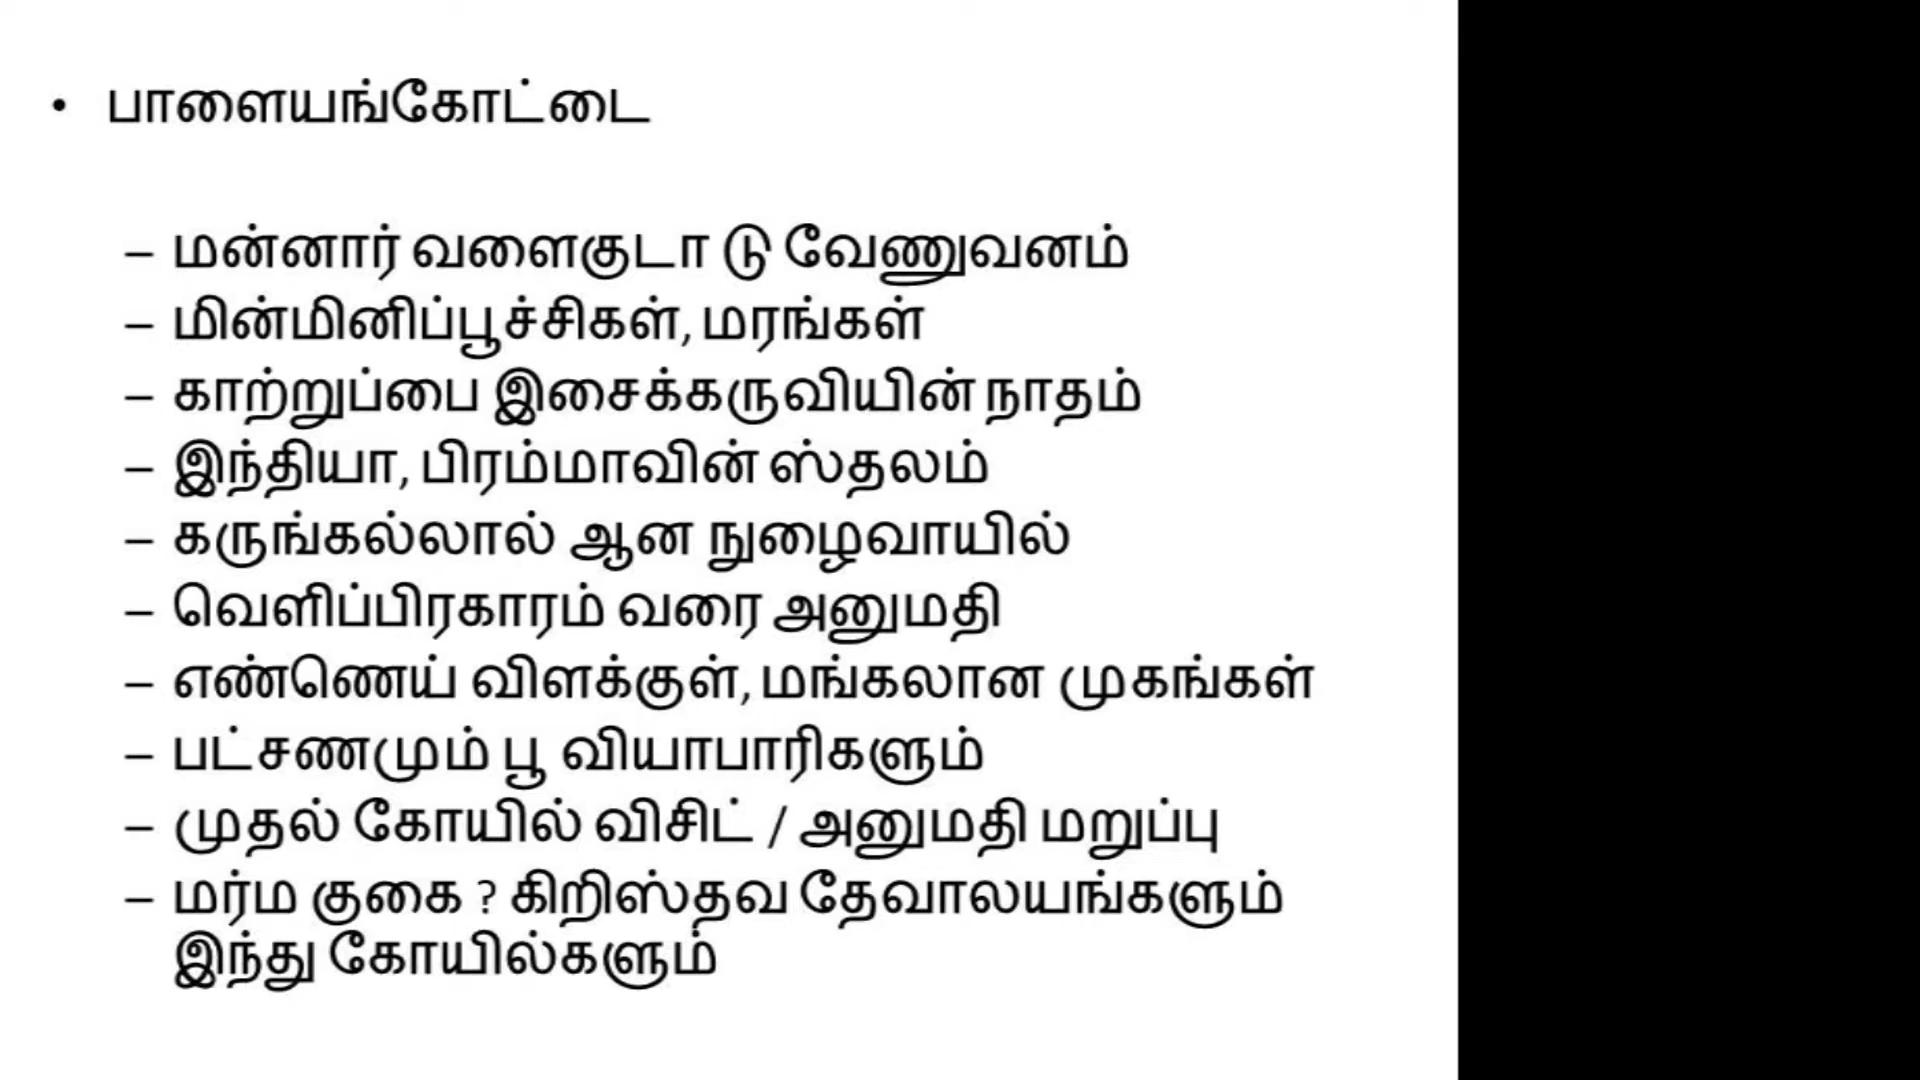 • பாளையங்கோட்டை
– மன்னார் வளைகுடா டு வேணுவனம்
– மின்மினிப்பூச்சிகள், மரங்கள்
– காற்றுப்பை இசைக்கருவியின் நாதம்
– இந்தியா, பிரம்மாவின் ஸ்தலம்
– கருங்கல்லால் ஆன நுழைவாயில்
– வெளிப்பிரகாரம் வரை அனுமதி
– எண்ணெய் விளக்குள், மங்கலான முகங்கள்
– பட்சணமும் பூ வியாபாரிகளும்
– முதல் கோயில் விசிட் / அனுமதி மறுப்பு
– மர்ம குகை ? கிறிஸ்தவ தேவாலயங்களும்
இந்து கோயில்களும்